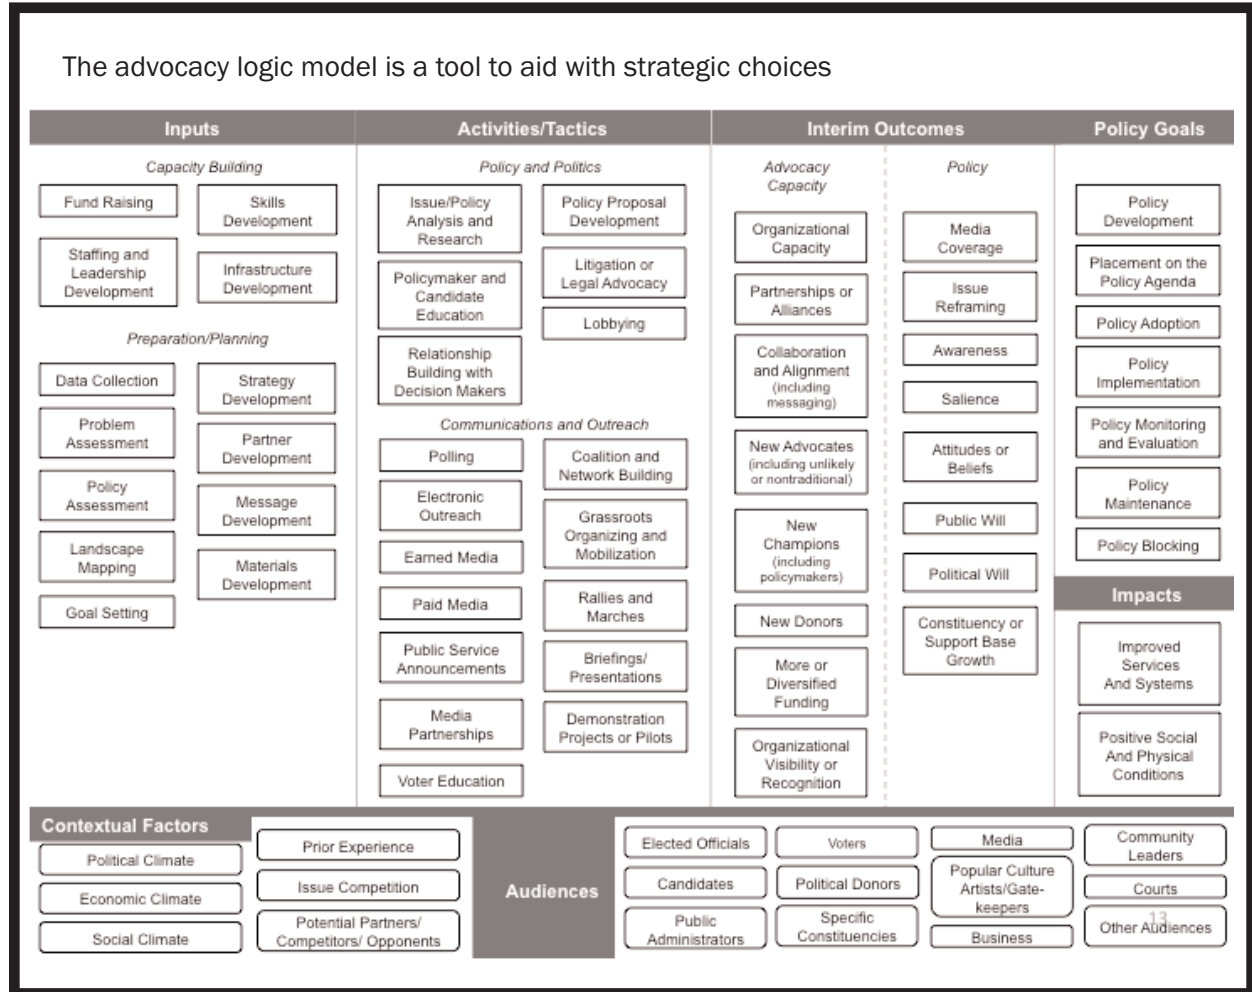 The advocacy logic model is a tool to aid with strategic choices
Inputs
Capacity Building
Fund Raising
Skills
Development
Staffing and
Leadership
Development
Infrastructure
Development
Preparation/Planning
Data Collection
Strategy
Development
Problem
Assessment
Partner
Development
Policy
Assessment
Message
Development
Landscape
Mapping
Materials
Development
Goal Setting
Activities/Tactics
Policy and Politics
Issue/Policy
Analysis and
Research
Policy Proposal
Development
Policymaker and
Candidate
Education
Litigation or
Legal Advocacy
Lobbying
Relationship
Building with
Decision Makers
Communications and Outreach
Polling
Coalition and
Network Building
Electronic
Outreach
Grassroots
Organizing and
Mobilization
Earned Media
Paid Media
Rallies and
Marches
Public Service
Announcements
Briefings/
Presentations
Media
Partnerships
Demonstration
Projects or Pilots
Voter Education
Interim Outcomes
Advocacy
Capacity
Organizational
Capacity
Partnerships or
Alliances
Collaboration
and Alignment
(including
messaging)
New Advocates
(including unlikely
or nontraditional)
New
Champions
(including
policymakers)
New Donors
More or
Diversified
Funding
Organizational
Visibility or
Recognition
Policy
Media
Coverage
Issue
Reframing
Awareness
Salience
Attitudes or
Beliefs
Public Will
Political Will
Constituency or
Support Base
Growth
Policy Goals
Policy
Development
Placement on the
Policy Agenda
Policy Adoption
Policy
Implementation
Policy Monitoring
and Evaluation
Policy
Maintenance
Policy Blocking
Impacts
Improved
Services
And Systems
Positive Social
And Physical
Conditions
Contextual Factors
Political Climate
Economic Climate
Social Climate
Prior Experience
Issue Competition
Potential Partners/
Competitors/ Opponents
Audiences
Elected Officials
Candidates
Public
Administrators
Voters
Political Donors
Specific
Constituencies
Media
Popular Culture
Artists/Gate-
keepers
Business
Community
Leaders
Courts
Other Audiences
13